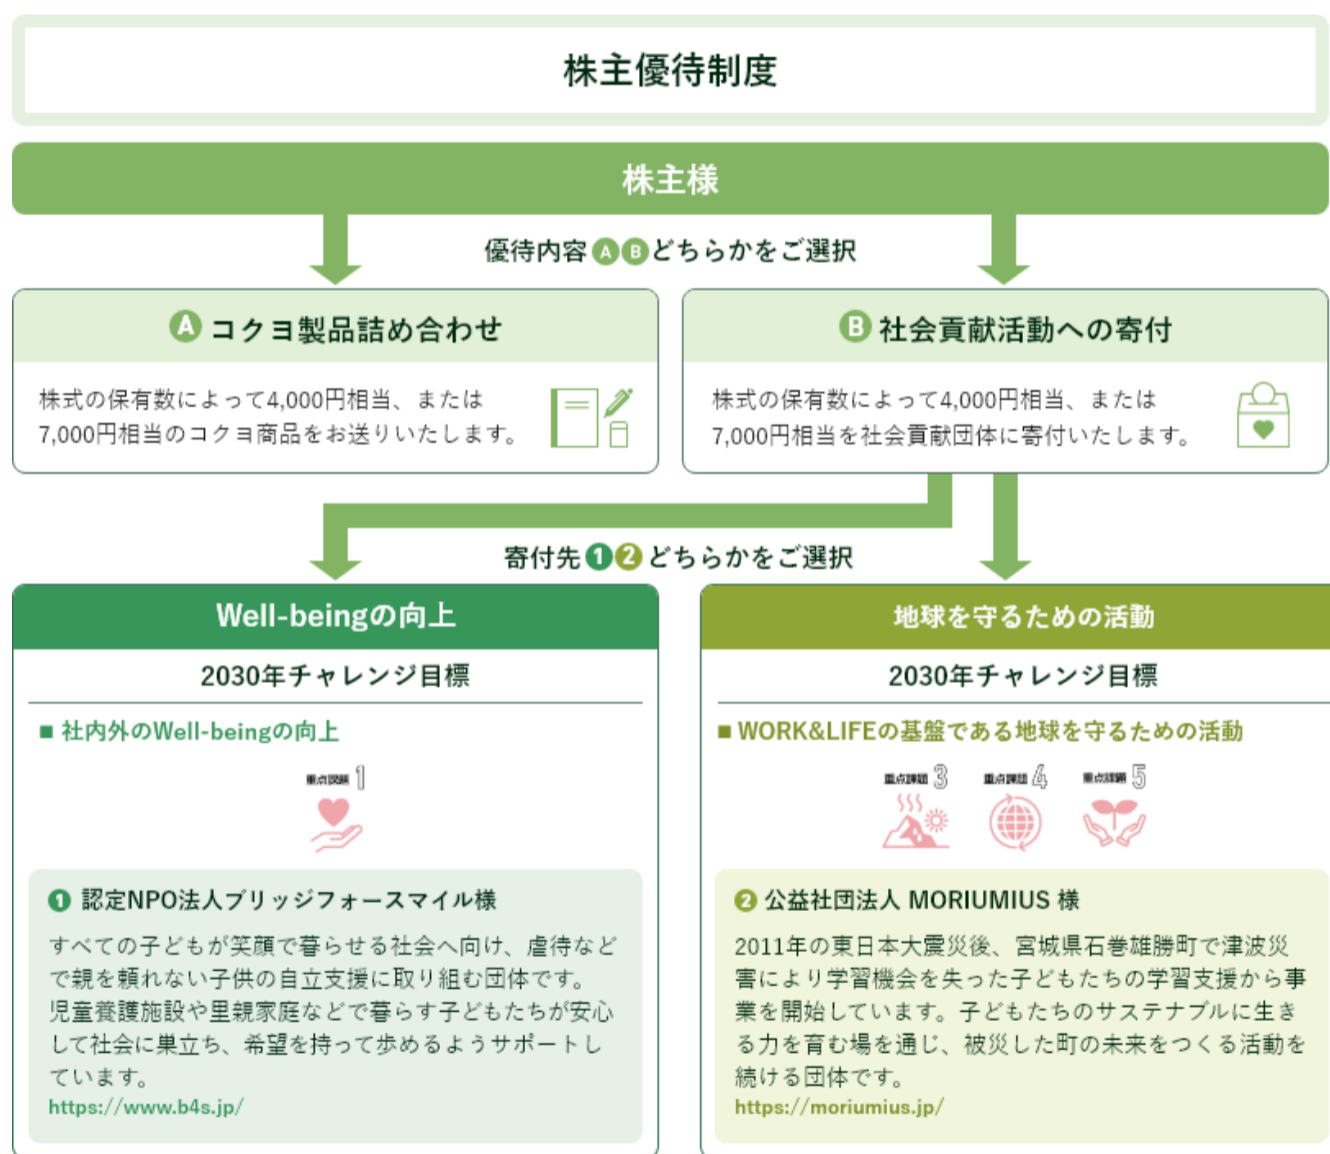 株主優待制度
株主様
優待内容 A B どちらかをご選択
A コクヨ製品詰め合わせ
株式の保有数によって4,000円相当、または
7,000円相当のコクヨ商品をお送りいたします。
B 社会貢献活動への寄付
株式の保有数によって4,000円相当、または
7,000円相当を社会貢献団体に寄付いたします。
寄付先 1 2 どちらかをご選択
Well-beingの向上
2030年チャレンジ目標
■ 社内外のWell-beingの向上
重点課題 1
1 認定NPO法人ブリッジフォースマイル様
すべての子どもが笑顔で暮らせる社会へ向け、虐待など
で親を頼れない子供の自立支援に取り組む団体です。
児童養護施設や里親家庭などで暮らす子どもたちが安心
して社会に巣立ち、希望を持って歩めるようサポートし
ています。
https://www.b4s.jp/
地球を守るための活動
2030年チャレンジ目標
■ WORK&LIFEの基盤である地球を守るための活動
重点課題 3 重点課題 4 重点課題 5
2 公益社団法人 MORIUMIUS 様
2011年の東日本大震災後、宮城県石巻雄勝町で津波災
害により学習機会を失った子どもたちの学習支援から事
業を開始しています。子どもたちのサステナブルに生き
る力を育む場を通じ、被災した町の未来をつくる活動を
続ける団体です。
https://moriumius.jp/